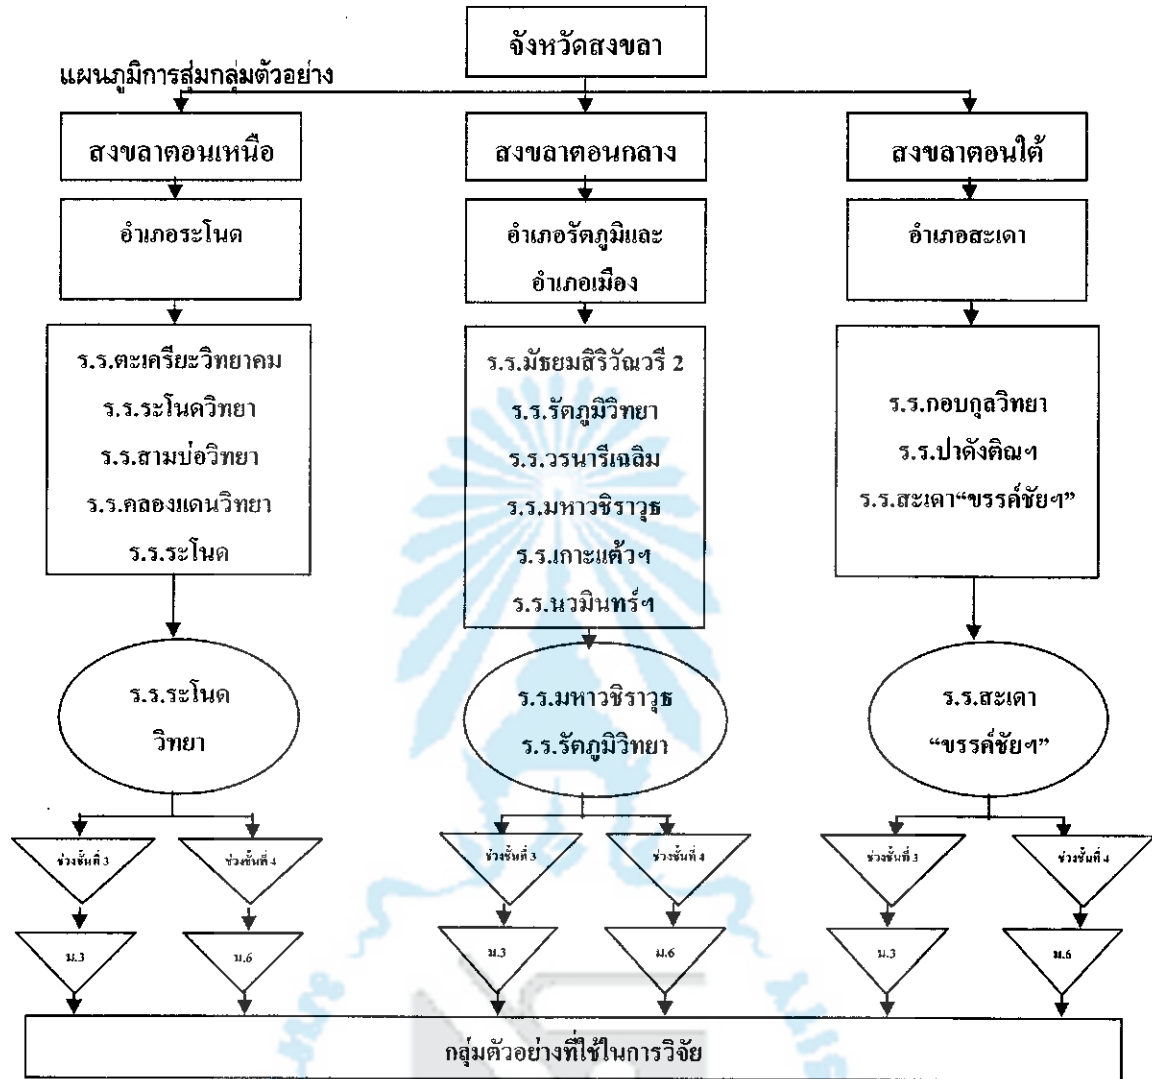 จังหวัดสงขลา
แผนภูมิการสุ่มกลุ่มตัวอย่าง
สงขลาตอนเหนือ
สงขลาตอนกลาง
สงขลาตอนใต้
อำเภอระโนด
อำเภอรัตภูมิและ
อำเภอเมือง
อำเภอสะเดา
ร.ร.ตะเครียะวิทยาคม
ร.ร.ระโนดวิทยา
ร.ร.สามบ่อวิทยา
ร.ร.คลองแดนวิทยา
ร.ร.ระโนด
ร.ร.มัธยมสิริวัณวรี 2
ร.ร.รัตภูมิวิทยา
ร.ร.วรนารีเฉลิม
ร.ร.มหาวชิราวุธ
ร.ร.เกาะแต้วฯ
ร.ร.นวมินทร์ฯ
ร.ร.กอบกุลวิทยา
ร.ร.ปาดังติณฯ
ร.ร.สะเดา“ขรรค์ชัยฯ”
ร.ร.ระโนด
วิทยา
ร.ร.มหาวชิราวุธ
ร.ร.รัตภูมิวิทยา
ร.ร.สะเดา
“ขรรค์ชัยฯ”
ช่วงชั้นที่ 3
ช่วงชั้นที่ 4
ช่วงชั้นที่ 3
ช่วงชั้นที่ 4
ช่วงชั้นที่ 3
ช่วงชั้นที่ 4
ม.3
ม.6
ม.3
ม.6
ม.3
ม.6
กลุ่มตัวอย่างที่ใช้ในการวิจัย